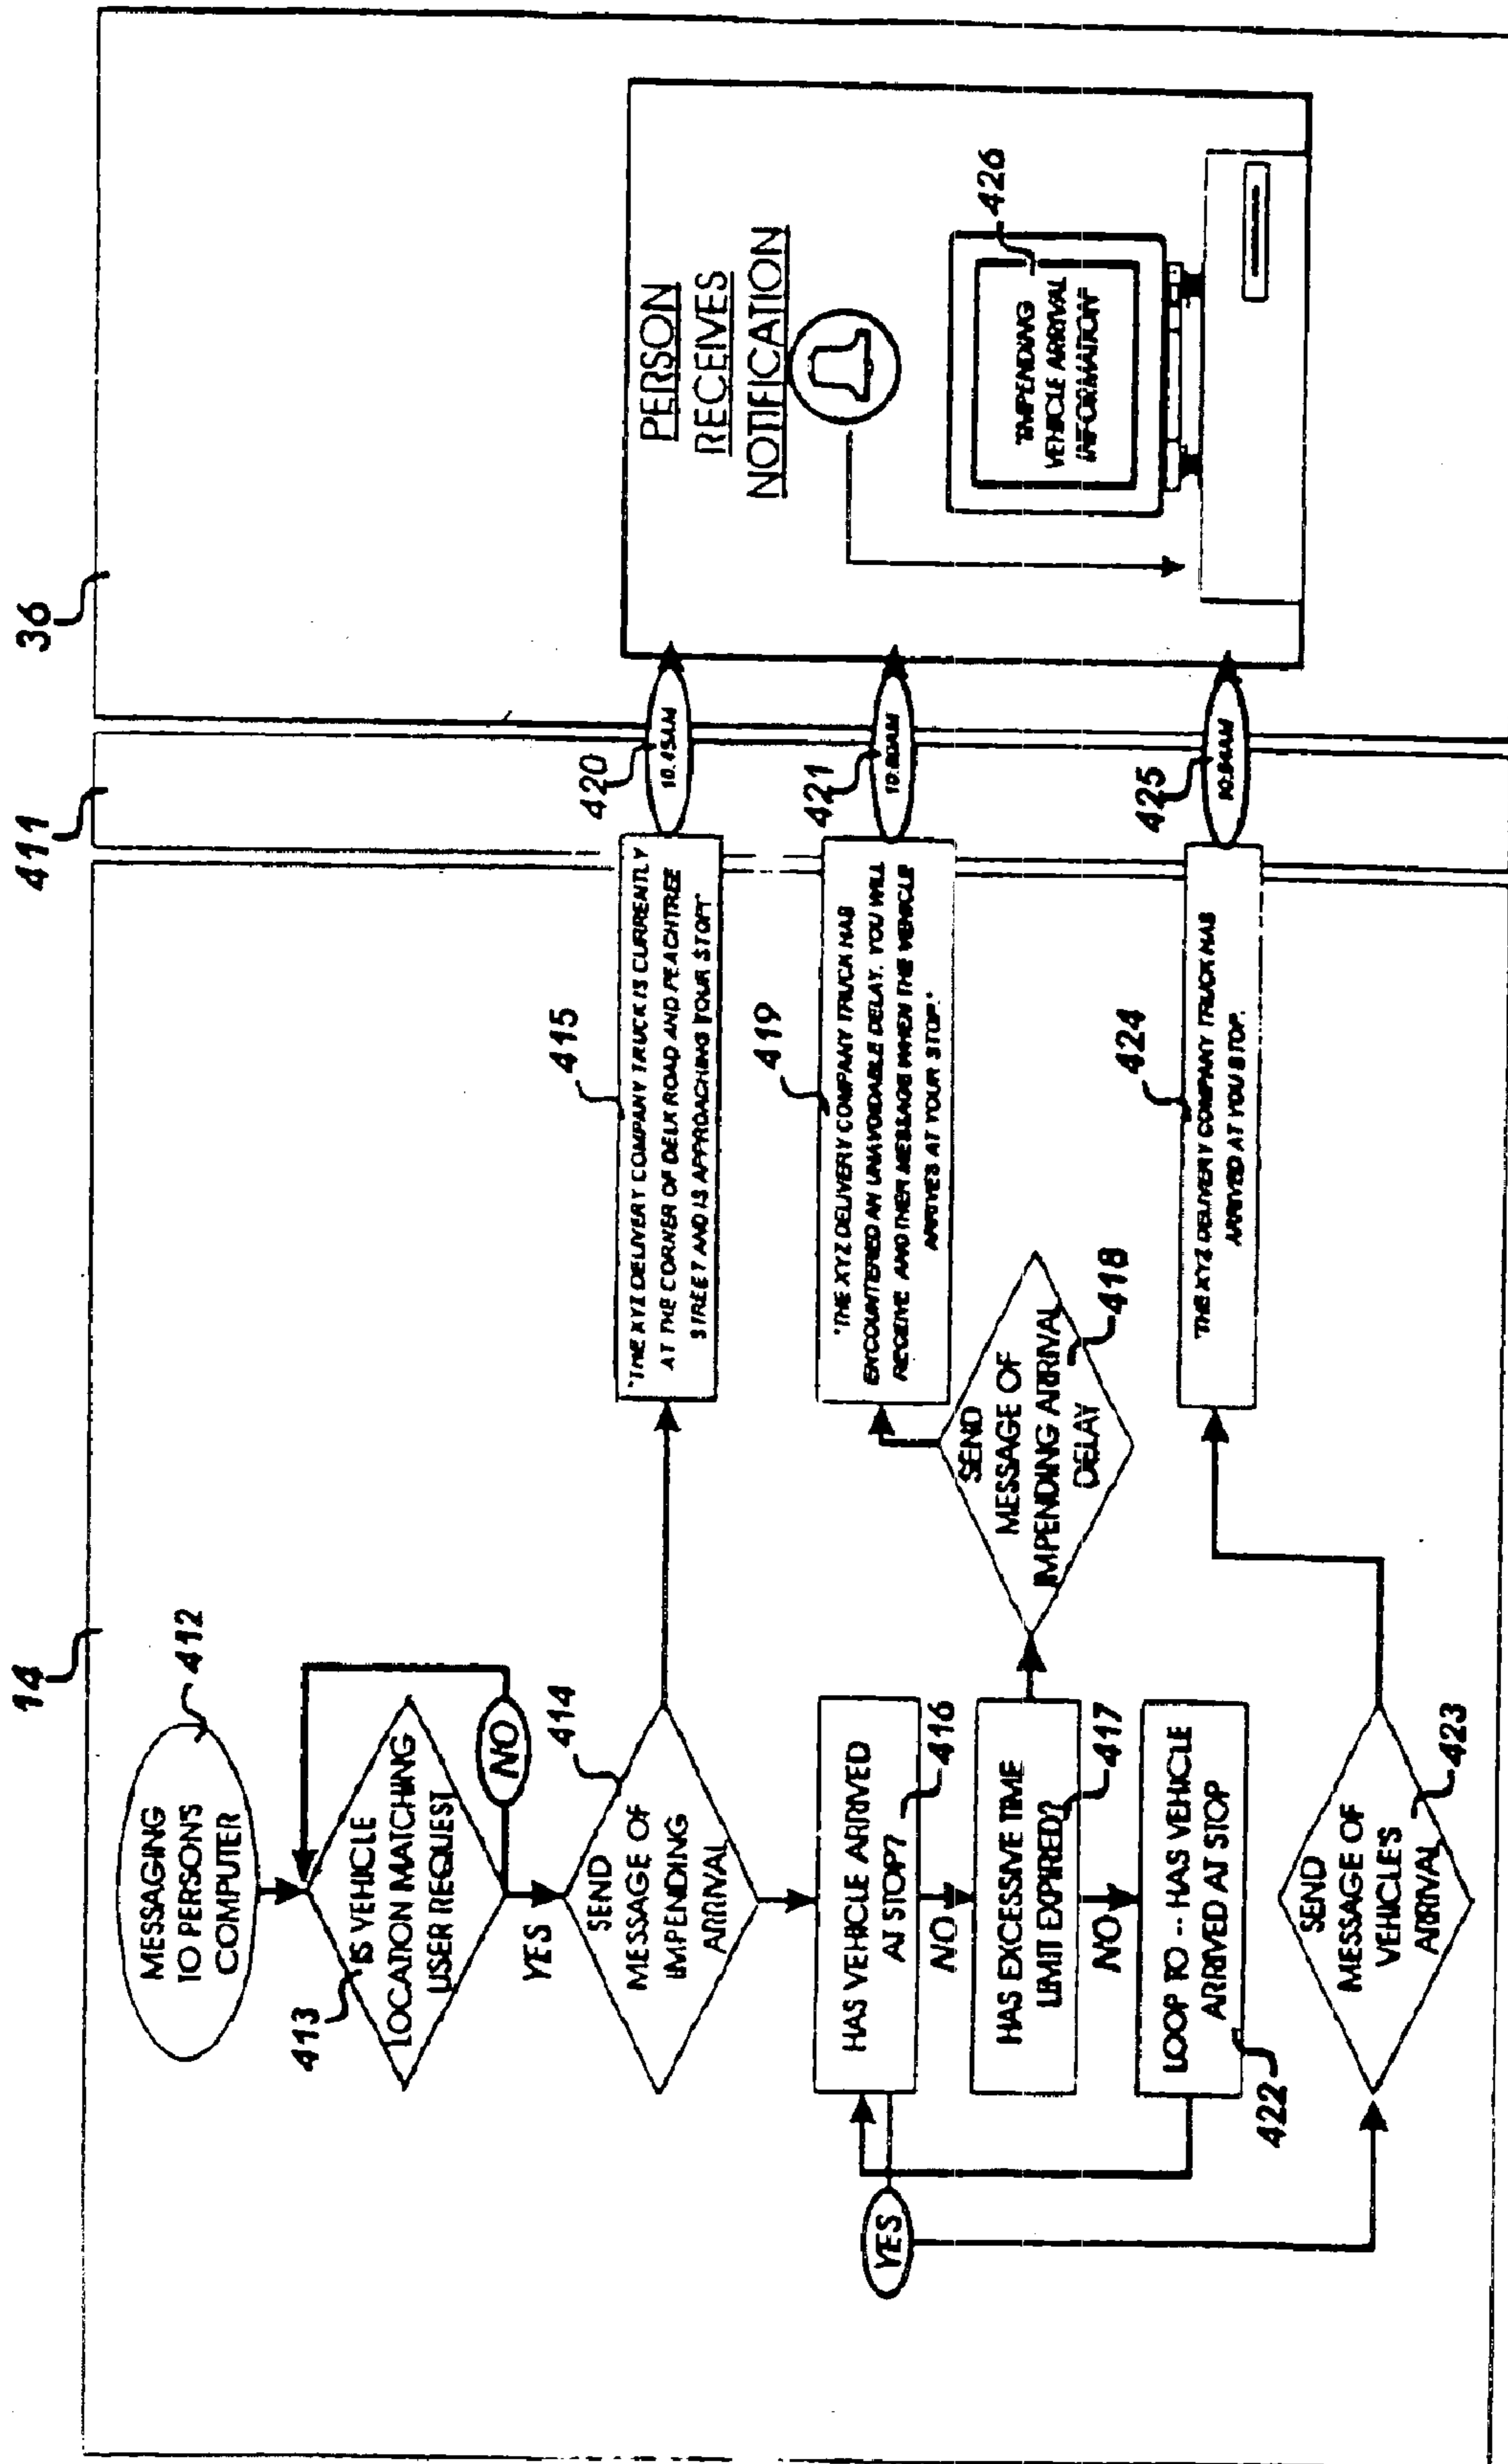 14
411
36
MESSAGING
TO PERSON'S
COMPUTER
412
413
IS VEHICLE
LOCATION MATCHING
USER REQUEST
NO
YES
414
SEND
MESSAGE OF
IMPENDING
ARRIVAL
415
"THE XYZ DELIVERY COMPANY TRUCK IS CURRENTLY
AT THE CORNER OF DELK ROAD AND PEACHTREE
STREET AND IS APPROACHING YOUR STOP"
420
10:45AM
HAS VEHICLE ARRIVED
AT STOP?
416
NO
YES
HAS EXCESSIVE TIME
LIMIT EXPIRED?
417
NO
SEND
MESSAGE OF
IMPENDING ARRIVAL
DELAY
418
419
"THE XYZ DELIVERY COMPANY TRUCK HAS
ENCOUNTERED AN UNAVOIDABLE DELAY. YOU WILL
RECEIVE ANOTHER MESSAGE WHEN THE VEHICLE
ARRIVES AT YOUR STOP."
421
LOOP TO -- HAS VEHICLE
ARRIVED AT STOP
422
SEND
MESSAGE OF
VEHICLE'S
ARRIVAL
423
424
"THE XYZ DELIVERY COMPANY TRUCK HAS
ARRIVED AT YOU STOP.
425
PERSON
RECEIVES
NOTIFICATION
426
"IMPENDING
VEHICLE ARRIVAL
INFORMATION"